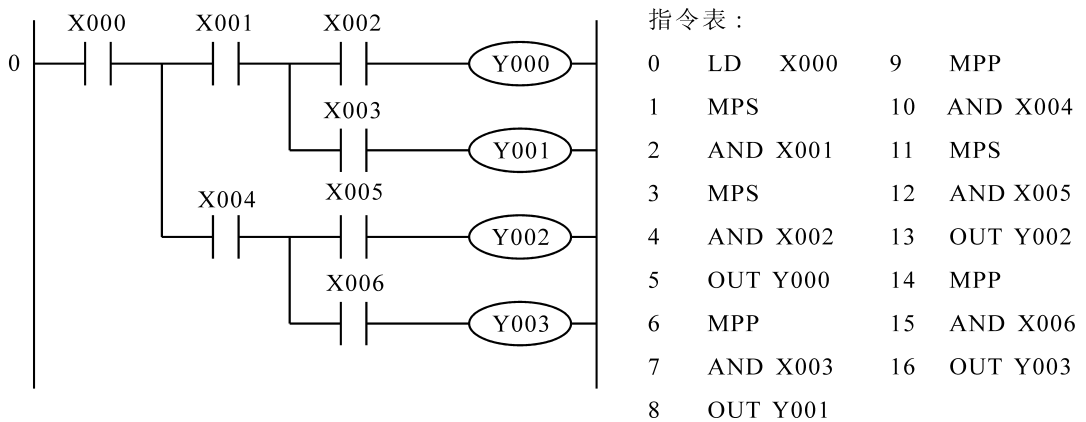 X000 X001 X002
0 Y000
X003
Y001
X004 X005
Y002
X006
Y003
指令表：
0 LD X000 9 MPP
1 MPS 10 AND X004
2 AND X001 11 MPS
3 MPS 12 AND X005
4 AND X002 13 OUT Y002
5 OUT Y000 14 MPP
6 MPP 15 AND X006
7 AND X003 16 OUT Y003
8 OUT Y001